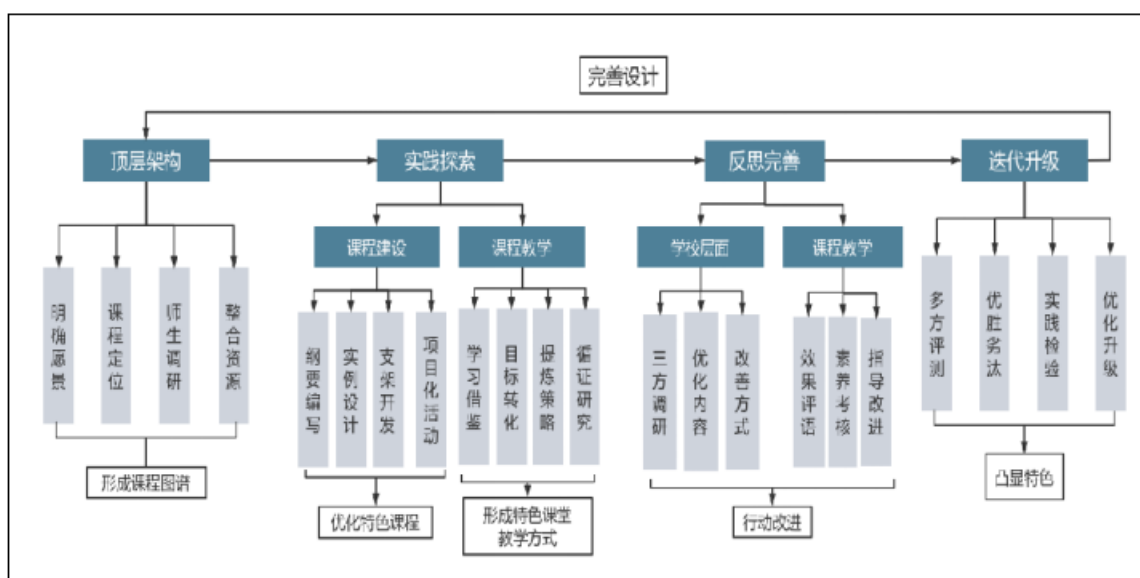 完善设计
顶层架构
实践探索
反思完善
迭代升级
课程建设
课程教学
学校层面
课程教学
明确愿景
课程定位
师生调研
整合资源
纲要编写
实例设计
支架开发
项目化活动
学习借鉴
目标转化
提炼策略
循证研究
三方调研
优化内容
改善方式
效果评语
素养考核
指导改进
多方评测
优胜劣汰
实践检验
优化升级
形成课程图谱
优化特色课程
形成特色课堂
教学方式
行动改进
凸显特色